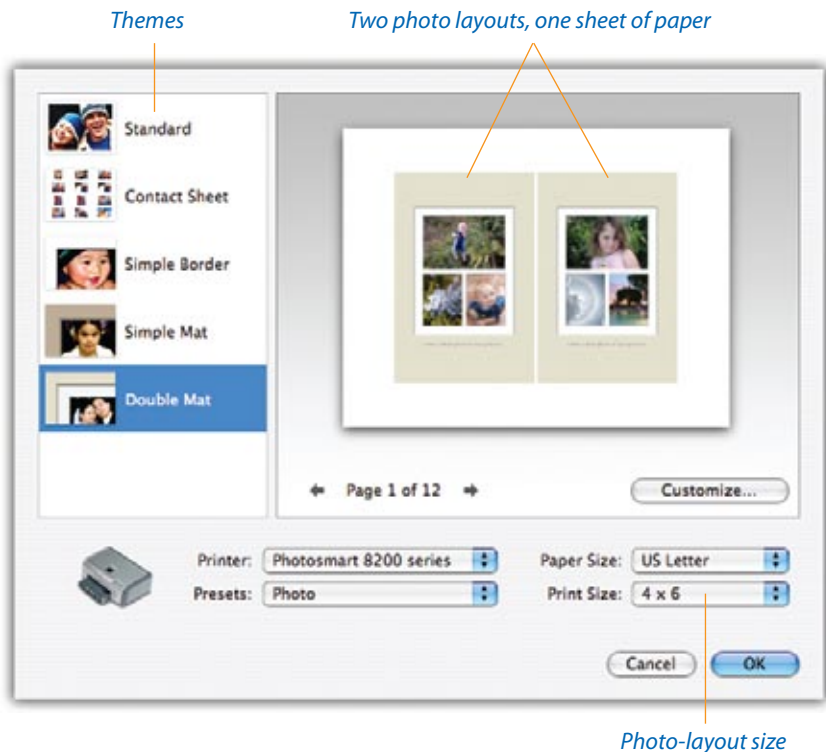 Themes
Two photo layouts, one sheet of paper
Standard
Contact Sheet
Simple Border
Simple Mat
Double Mat
Page 1 of 12
Customize...
Printer: Photosmart 8200 series
Paper Size: US Letter
Presets: Photo
Print Size: 4 x 6
Cancel
OK
Photo-layout size